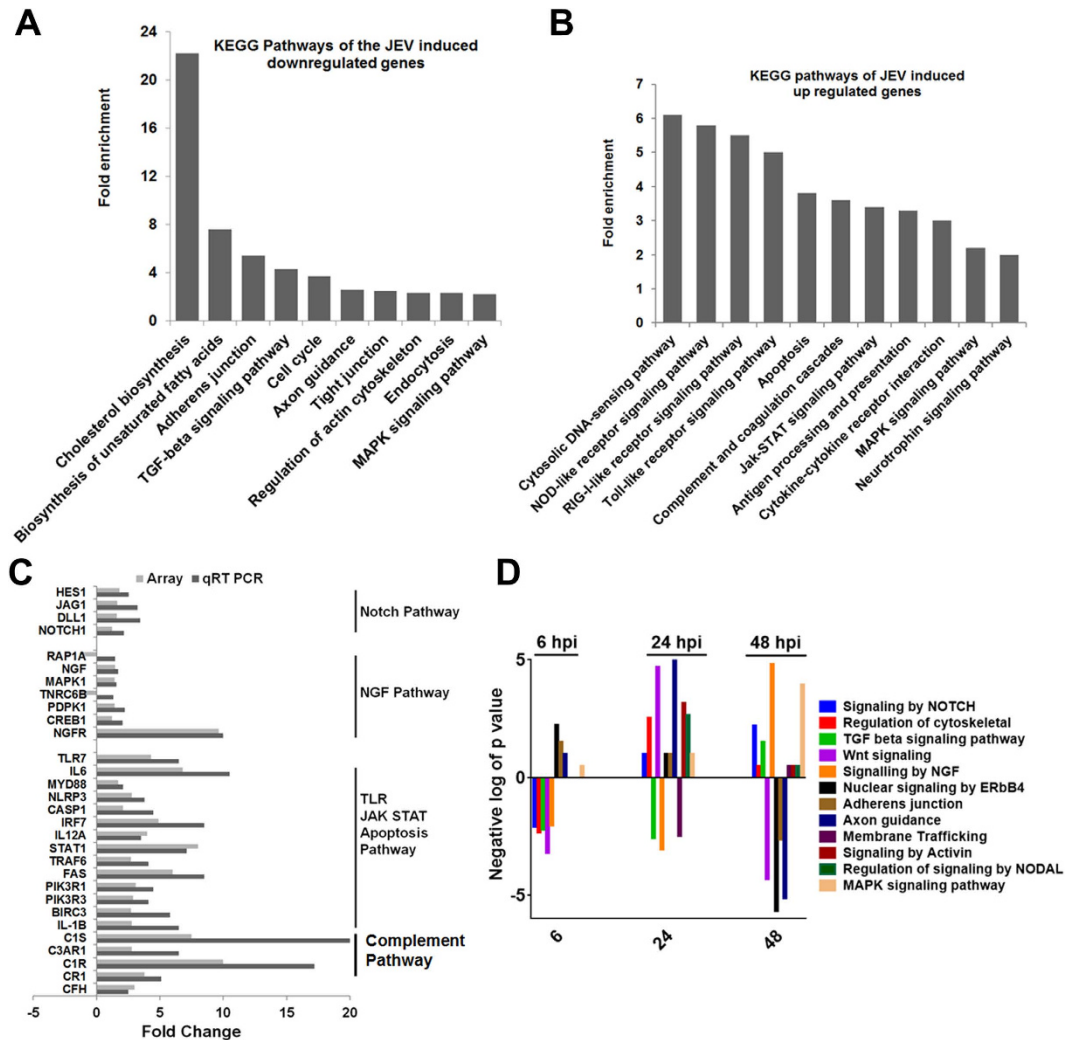 A
KEGG Pathways of the JEV induced
downregulated genes
Fold enrichment
24
20
16
12
8
4
0
Cholesterol biosynthesis
Biosynthesis of unsaturated fatty acids
Adherens junction
TGF-beta signaling pathway
Cell cycle
Axon guidance
Tight junction
Regulation of actin cytoskeleton
Endocytosis
MAPK signaling pathway
B
KEGG pathways of JEV induced
up regulated genes
Fold enrichment
7
6
5
4
3
2
1
0
Cytosolic DNA-sensing pathway
NOD-like receptor signaling pathway
RIG-I-like receptor signaling pathway
Toll-like receptor signaling pathway
Apoptosis
Complement and coagulation cascades
Jak-STAT signaling pathway
Antigen processing and presentation
Cytokine-cytokine receptor interaction
MAPK signaling pathway
Neurotrophin signaling pathway
C
Array qRT PCR
HES1
JAG1
DLL1
NOTCH1
Notch Pathway
RAP1A
NGF
MAPK1
TNRC6B
PDPK1
CREB1
NGFR
NGF Pathway
TLR7
IL6
MYD88
NLRP3
CASP1
IRF7
IL12A
STAT1
TRAF6
FAS
PIK3R1
PIK3R3
BIRC3
IL-1B
TLR
JAK STAT
Apoptosis
Pathway
C1S
C3AR1
C1R
CR1
CFH
Complement
Pathway
-5 0 5 10 15 20
Fold Change
D
6 hpi 24 hpi 48 hpi
Negative log of p value
5
0
-5
6 24 48
Signaling by NOTCH
Regulation of cytoskeletal
TGF beta signaling pathway
Wnt signaling
Signalling by NGF
Nuclear signaling by ERbB4
Adherens junction
Axon guidance
Membrane Trafficking
Signaling by Activin
Regulation of signaling by NODAL
MAPK signaling pathway